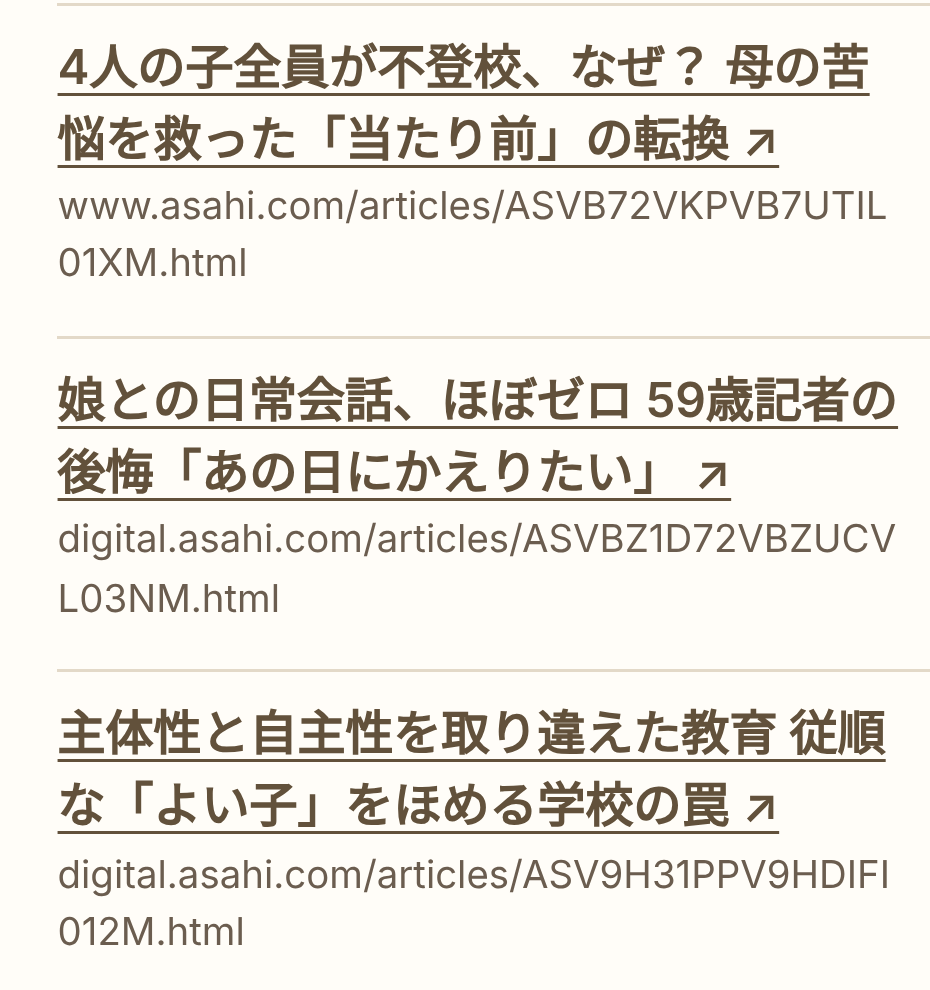 4人の子全員が不登校、なぜ？ 母の苦
悩を救った「当たり前」の転換 ↗
www.asahi.com/articles/ASVB72VKPVB7UTIL
01XM.html
娘との日常会話、ほぼゼロ 59歳記者の
後悔「あの日にかえりたい」 ↗
digital.asahi.com/articles/ASVBZ1D72VBZUCV
L03NM.html
主体性と自主性を取り違えた教育 従順
な「よい子」をほめる学校の罠 ↗
digital.asahi.com/articles/ASV9H31PPV9HDIFI
012M.html